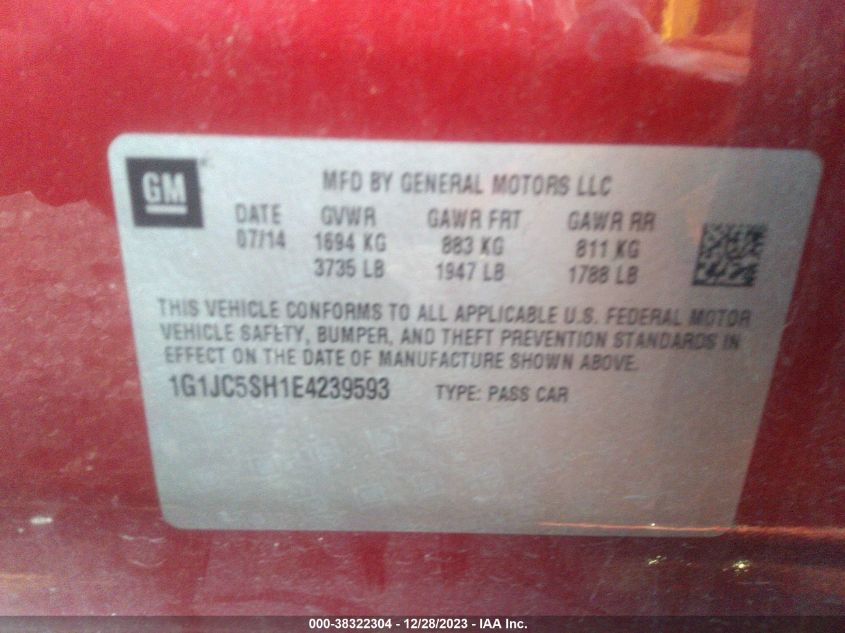 GM
MFD BY GENERAL MOTORS LLC
DATE GVWR GAWR FRT GAWR RR
07/14 1694 KG 883 KG 811 KG
3735 LB 1947 LB 1788 LB
THIS VEHICLE CONFORMS TO ALL APPLICABLE U.S. FEDERAL MOTOR
VEHICLE SAFETY, BUMPER, AND THEFT PREVENTION STANDARDS IN
EFFECT ON THE DATE OF MANUFACTURE SHOWN ABOVE.
1G1JC5SH1E4239593 TYPE: PASS CAR
000-38322304 - 12/28/2023 - IAA Inc.